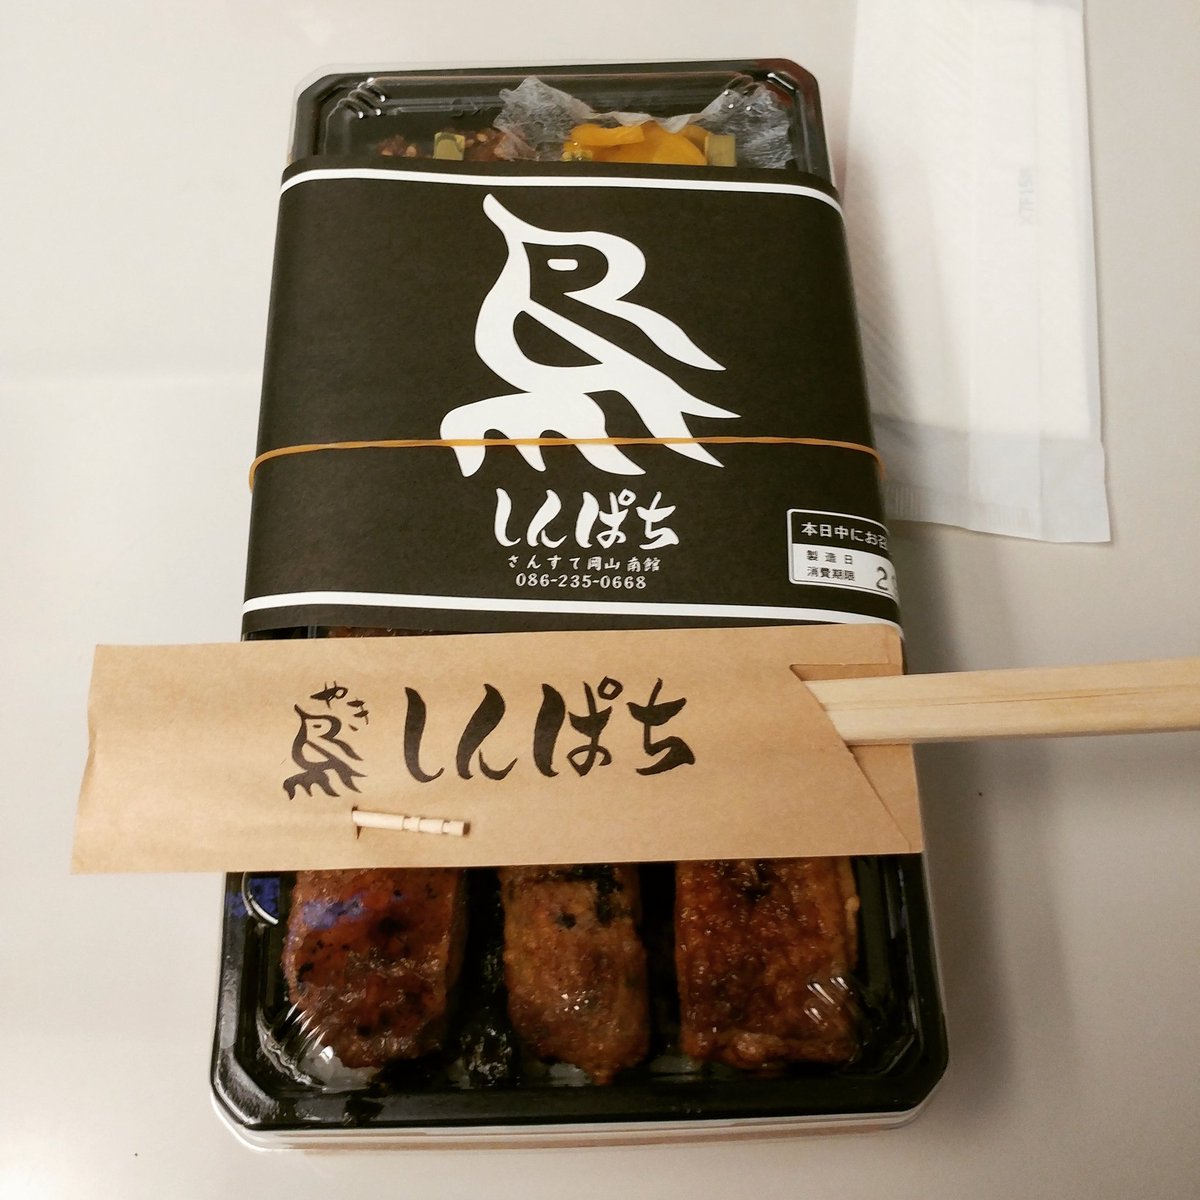 しんぱち
さんすて岡山 南館
086-235-0668
本日中にお召
製造日
消費期限
2
やき
しんぱち